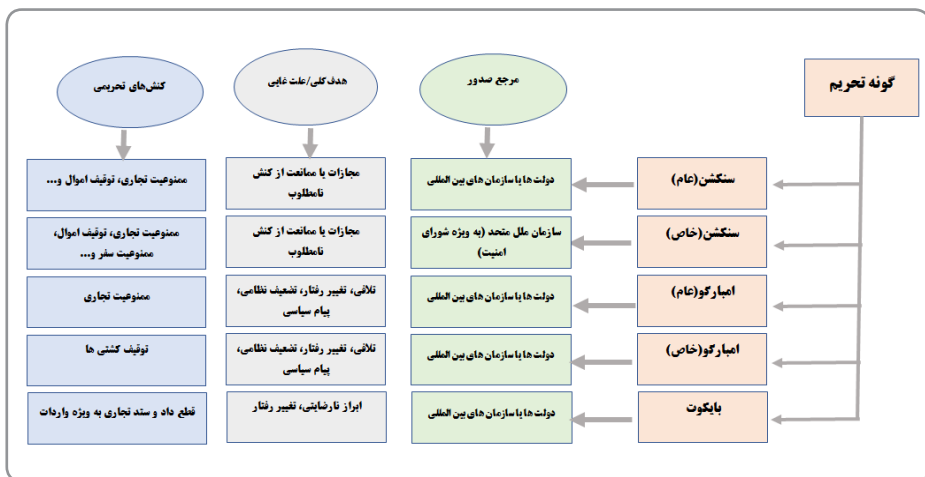 گونه تحریم
مرجع صدور
هدف کلی/علت غایی
کنش‌های تحریمی
سنکشن(عام)
دولت ها یا سازمان های بین المللی
مجازات یا ممانعت از کنش
نامطلوب
ممنوعیت تجاری، توقیف اموال و...
سنکشن(خاص)
سازمان ملل متحد (به ویژه شورای
امنیت)
مجازات یا ممانعت از کنش
نامطلوب
ممنوعیت تجاری، توقیف اموال،
ممنوعیت سفر و...
امبارگو(عام)
دولت ها یا سازمان های بین المللی
تلافی، تغییر رفتار، تضعیف نظامی،
پیام سیاسی
ممنوعیت تجاری
امبارگو(خاص)
دولت ها یا سازمان های بین المللی
تلافی، تغییر رفتار، تضعیف نظامی،
پیام سیاسی
توقیف کشتی ها
بایکوت
دولت ها یا سازمان های بین المللی
ابراز نارضایتی، تغییر رفتار
قطع داد و ستد تجاری به ویژه واردات